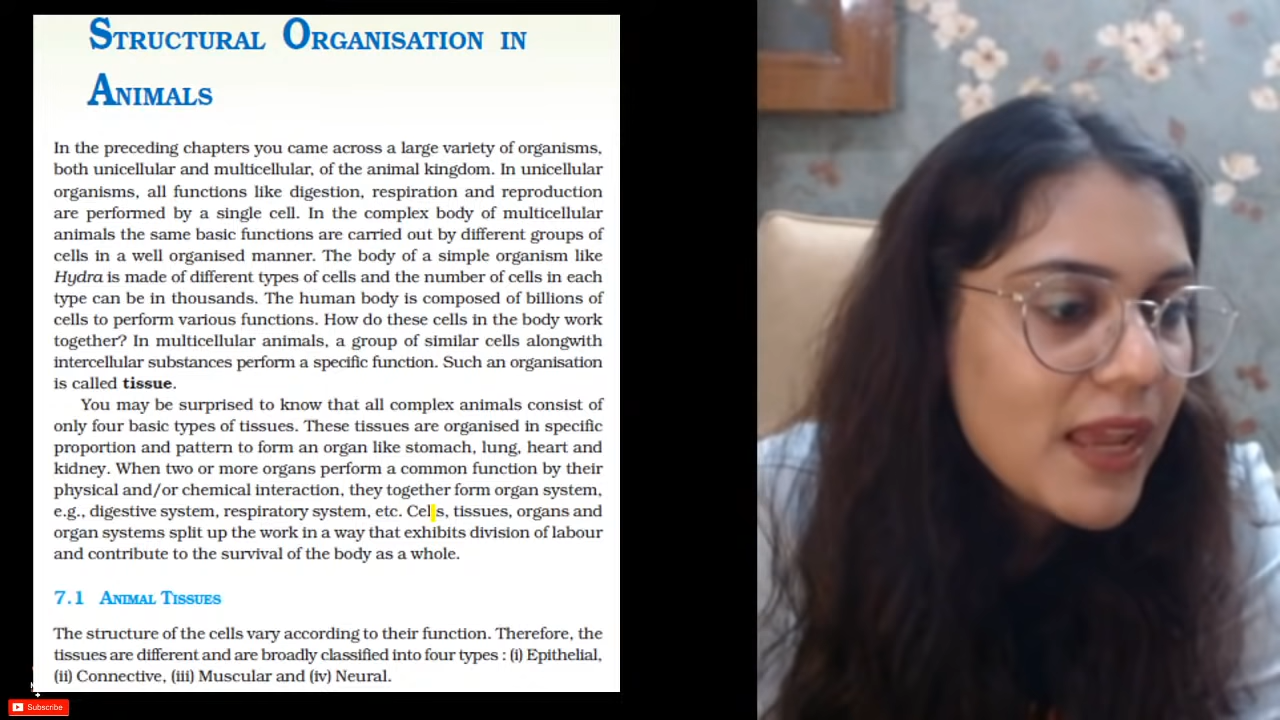 STRUCTURAL ORGANISATION IN
ANIMALS
In the preceding chapters you came across a large variety of organisms,
both unicellular and multicellular, of the animal kingdom. In unicellular
organisms, all functions like digestion, respiration and reproduction
are performed by a single cell. In the complex body of multicellular
animals the same basic functions are carried out by different groups of
cells in a well organised manner. The body of a simple organism like
Hydra is made of different types of cells and the number of cells in each
type can be in thousands. The human body is composed of billions of
cells to perform various functions. How do these cells in the body work
together? In multicellular animals, a group of similar cells alongwith
intercellular substances perform a specific function. Such an organisation
is called tissue.
You may be surprised to know that all complex animals consist of
only four basic types of tissues. These tissues are organised in specific
proportion and pattern to form an organ like stomach, lung, heart and
kidney. When two or more organs perform a common function by their
physical and/or chemical interaction, they together form organ system,
e.g., digestive system, respiratory system, etc. Cells, tissues, organs and
organ systems split up the work in a way that exhibits division of labour
and contribute to the survival of the body as a whole.
7.1 ANIMAL TISSUES
The structure of the cells vary according to their function. Therefore, the
tissues are different and are broadly classified into four types : (i) Epithelial,
(ii) Connective, (iii) Muscular and (iv) Neural.
Subscribe